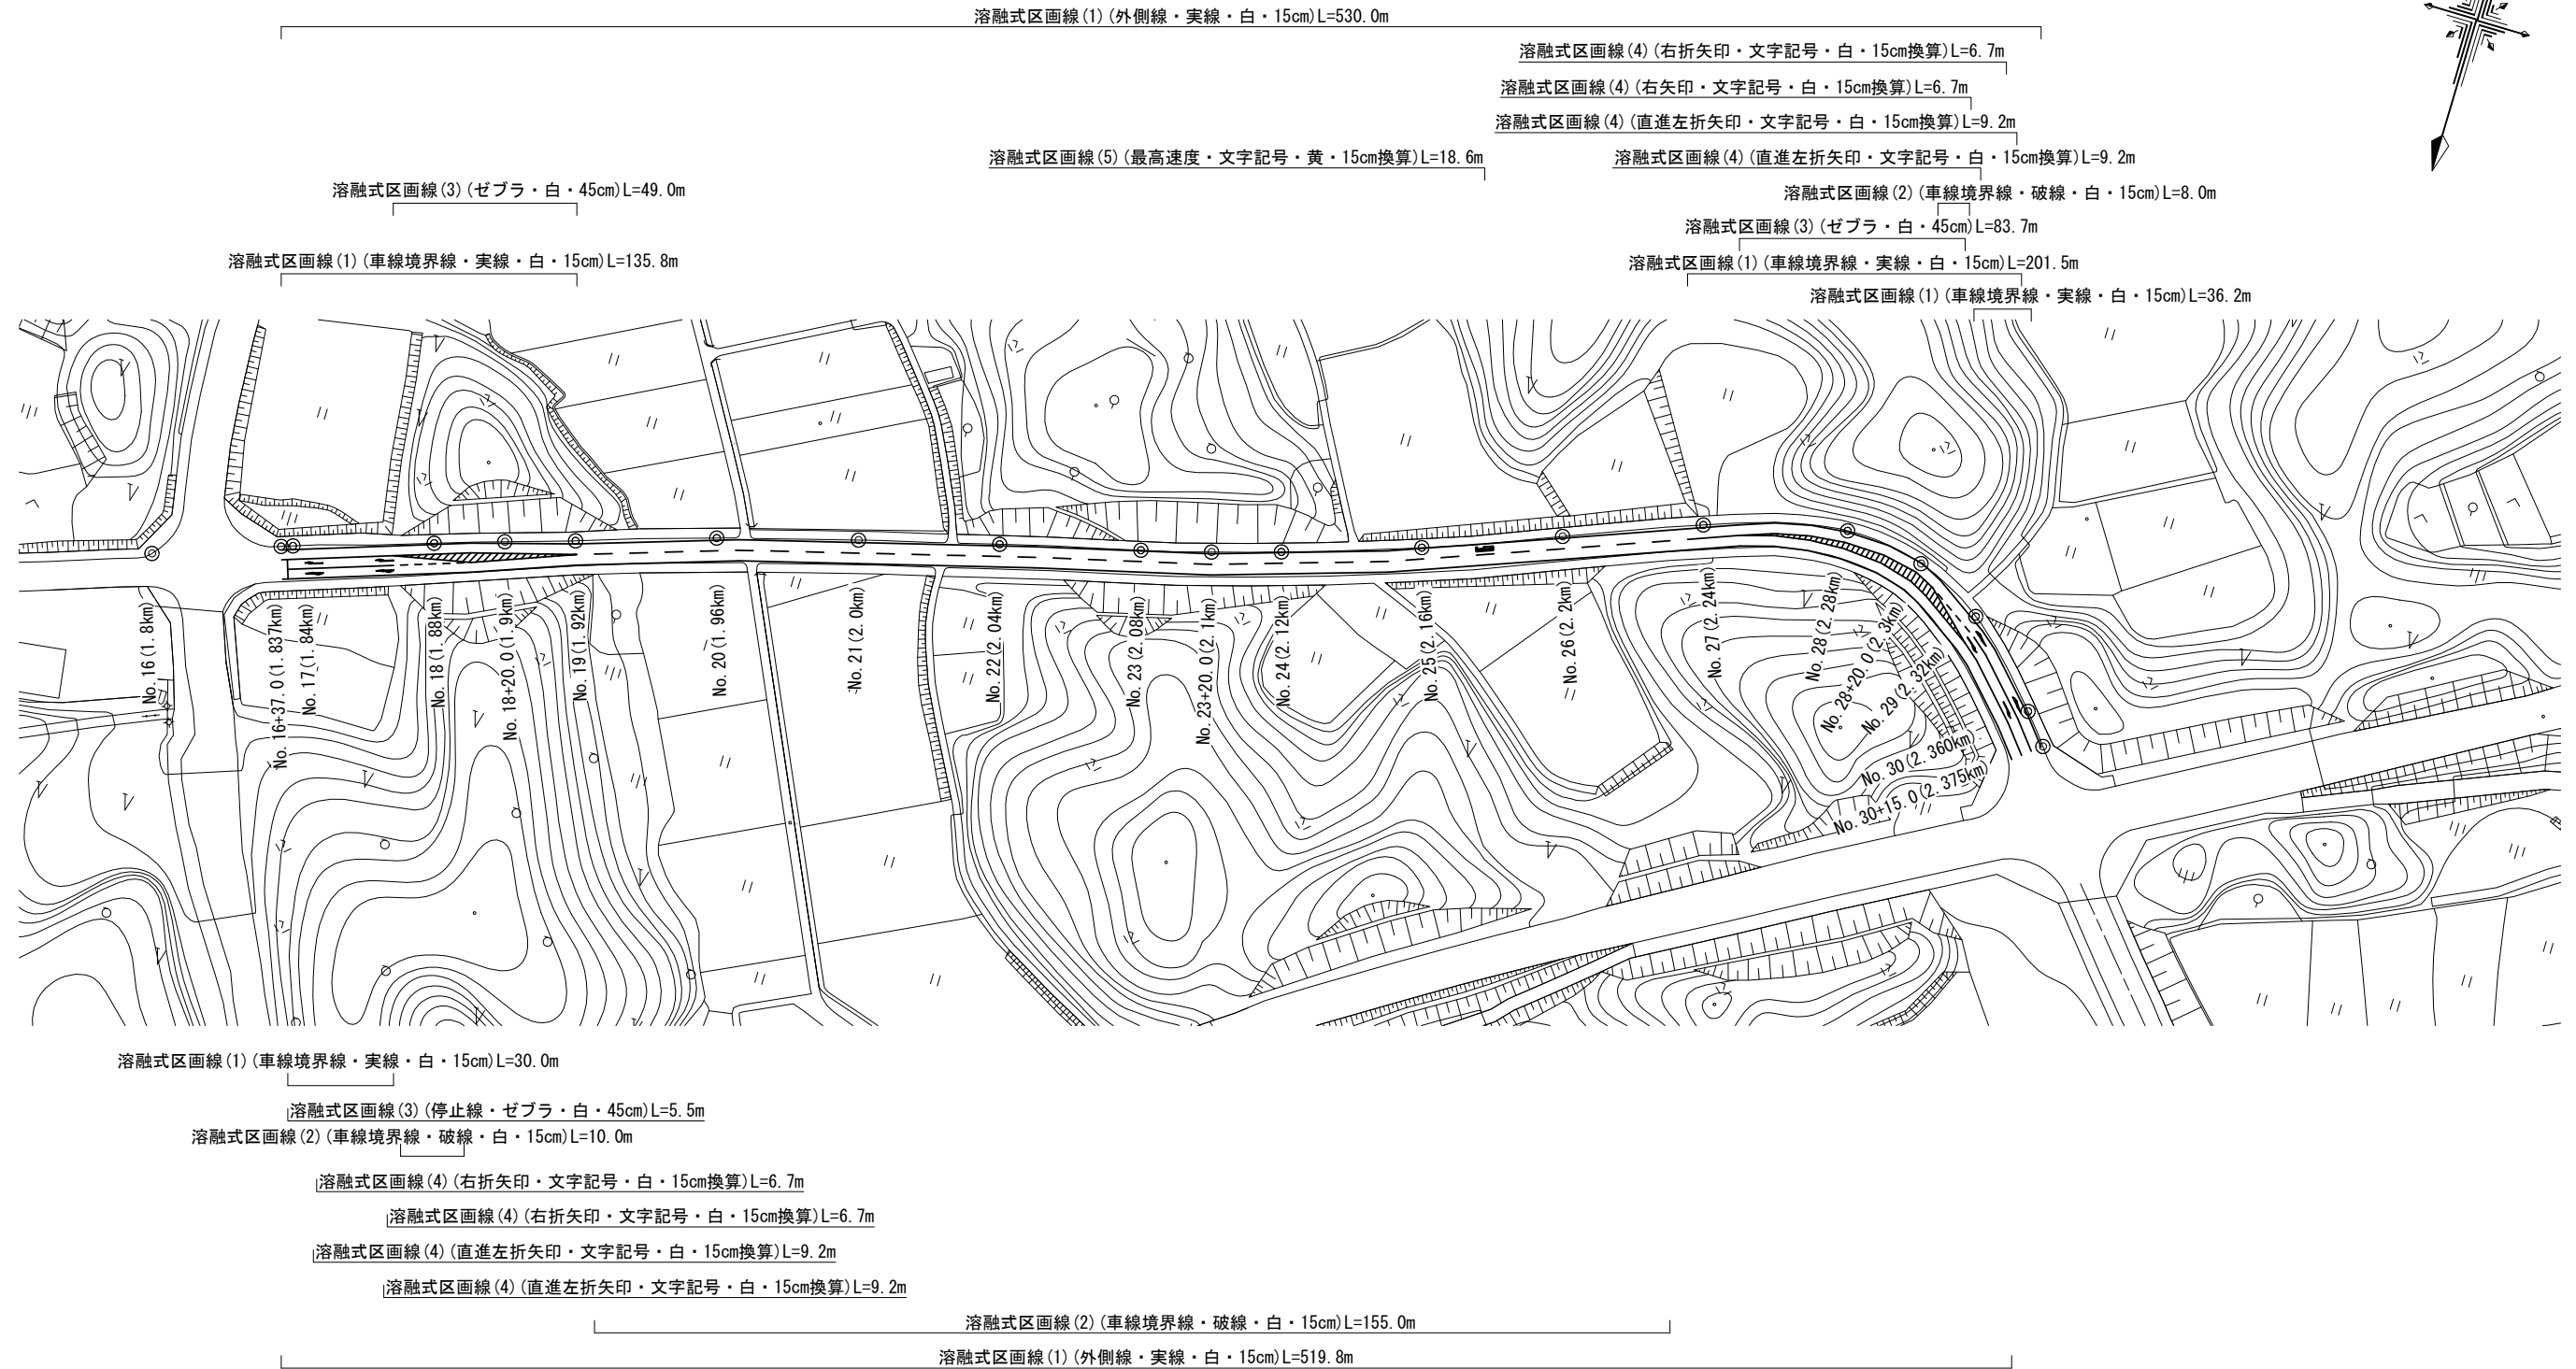 溶融式区画線(1)(外側線・実線・白・15cm)L=530.0m
溶融式区画線(4)(右折矢印・文字記号・白・15cm換算)L=6.7m
溶融式区画線(4)(右矢印・文字記号・白・15cm換算)L=6.7m
溶融式区画線(4)(直進左折矢印・文字記号・白・15cm換算)L=9.2m
溶融式区画線(5)(最高速度・文字記号・黄・15cm換算)L=18.6m
溶融式区画線(4)(直進左折矢印・文字記号・白・15cm換算)L=9.2m
溶融式区画線(3)(ゼブラ・白・45cm)L=49.0m
溶融式区画線(2)(車線境界線・破線・白・15cm)L=8.0m
溶融式区画線(3)(ゼブラ・白・45cm)L=83.7m
溶融式区画線(1)(車線境界線・実線・白・15cm)L=135.8m
溶融式区画線(1)(車線境界線・実線・白・15cm)L=201.5m
溶融式区画線(1)(車線境界線・実線・白・15cm)L=36.2m
No.16(1.8km)
No.16+37.0(1.837km)
No.17(1.84km)
No.18(1.88km)
No.18+20.0(1.9km)
No.19(1.92km)
No.20(1.96km)
No.21(2.0km)
No.22(2.04km)
No.23(2.08km)
No.23+20.0(2.1km)
No.24(2.12km)
No.25(2.16km)
No.26(2.2km)
No.27(2.24km)
No.28(2.28km)
No.28+20.0(2.3km)
No.29(2.32km)
No.30(2.360km)
No.30+15.0(2.375km)
溶融式区画線(1)(車線境界線・実線・白・15cm)L=30.0m
溶融式区画線(3)(停止線・ゼブラ・白・45cm)L=5.5m
溶融式区画線(2)(車線境界線・破線・白・15cm)L=10.0m
溶融式区画線(4)(右折矢印・文字記号・白・15cm換算)L=6.7m
溶融式区画線(4)(右折矢印・文字記号・白・15cm換算)L=6.7m
溶融式区画線(4)(直進左折矢印・文字記号・白・15cm換算)L=9.2m
溶融式区画線(4)(直進左折矢印・文字記号・白・15cm換算)L=9.2m
溶融式区画線(2)(車線境界線・破線・白・15cm)L=155.0m
溶融式区画線(1)(外側線・実線・白・15cm)L=519.8m